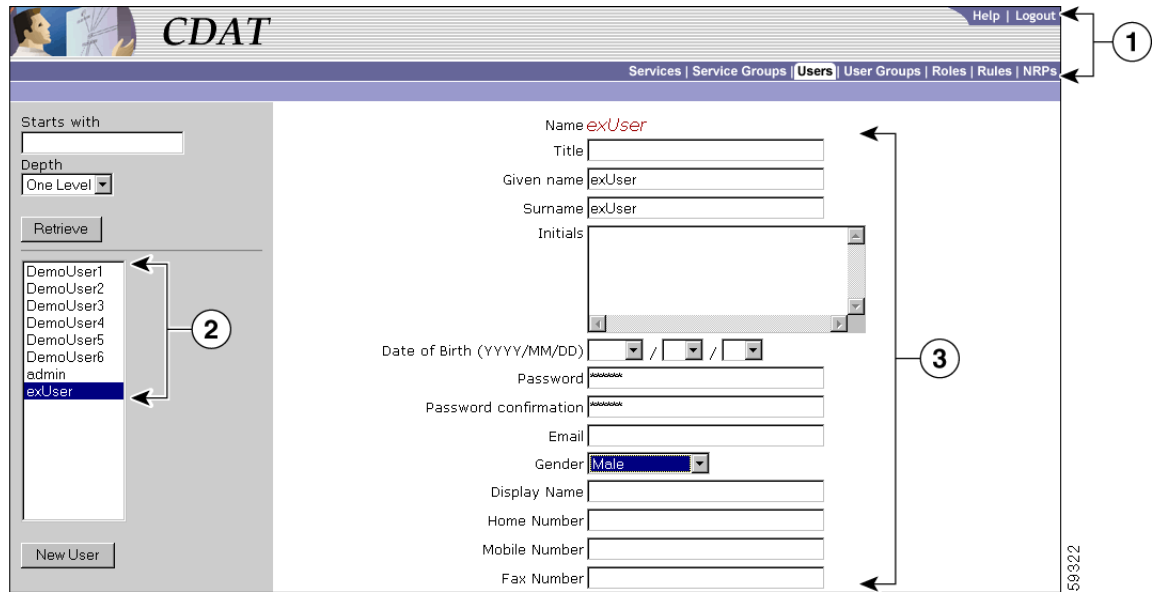 CDAT
Help | Logout
1
Services | Service Groups | Users | User Groups | Roles | Rules | NRPs
Starts with
Depth
One Level
Retrieve
DemoUser1
DemoUser2
DemoUser3
DemoUser4
DemoUser5
DemoUser6
admin
exUser
2
New User
Name exUser
Title
Given name exUser
Surname exUser
Initials
Date of Birth (YYYY/MM/DD) / /
Password ******
Password confirmation ******
Email
Gender Male
Display Name
Home Number
Mobile Number
Fax Number
3
59322